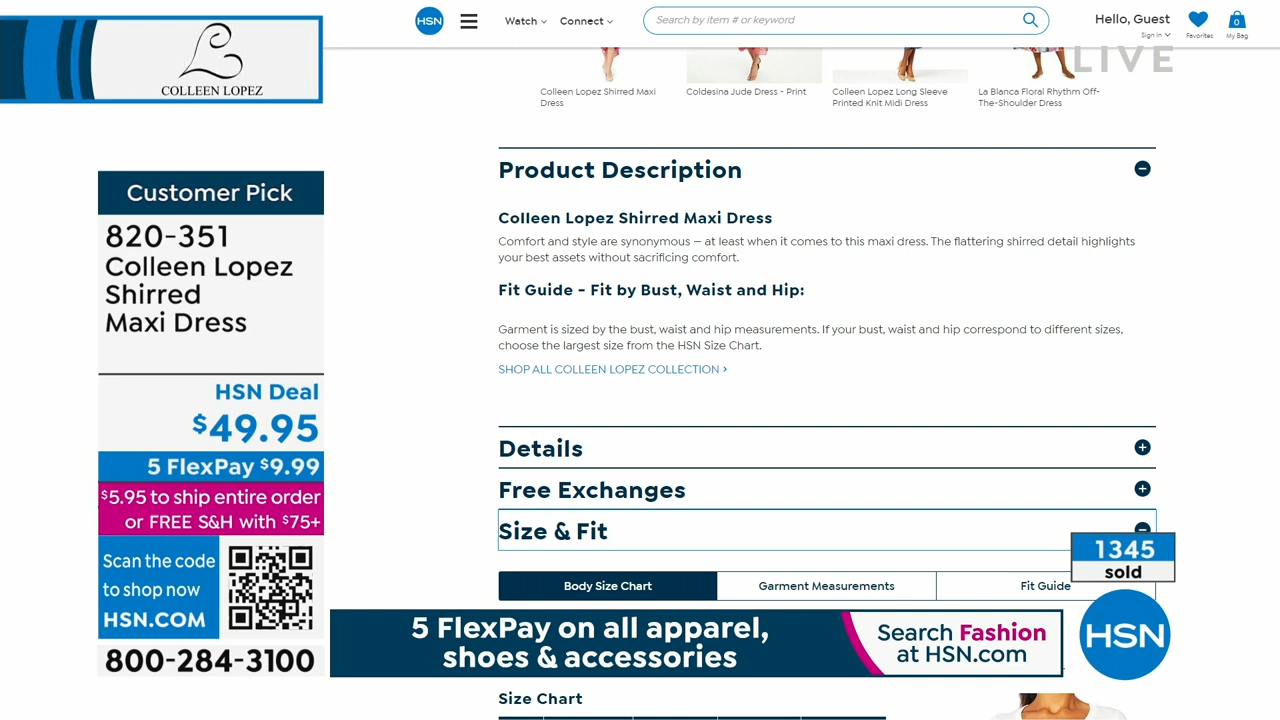 COLLEEN LOPEZ
HSN
Watch
Connect
Search by item # or keyword
Hello, Guest
Sign in
Favorites
0
My Bag
LIVE
Colleen Lopez Shirred Maxi
Dress
Coldesina Jude Dress - Print
Colleen Lopez Long Sleeve
Printed Knit Midi Dress
La Blanca Floral Rhythm Off-
The-Shoulder Dress
Customer Pick
820-351
Colleen Lopez
Shirred
Maxi Dress
HSN Deal
$49.95
5 FlexPay $9.99
$5.95 to ship entire order
or FREE S&H with $75+
Scan the code
to shop now
HSN.COM
800-284-3100
Product Description
Colleen Lopez Shirred Maxi Dress
Comfort and style are synonymous — at least when it comes to this maxi dress. The flattering shirred detail highlights
your best assets without sacrificing comfort.
Fit Guide - Fit by Bust, Waist and Hip:
Garment is sized by the bust, waist and hip measurements. If your bust, waist and hip correspond to different sizes,
choose the largest size from the HSN Size Chart.
SHOP ALL COLLEEN LOPEZ COLLECTION >
Details
Free Exchanges
Size & Fit
1345
sold
Body Size Chart
Garment Measurements
Fit Guide
5 FlexPay on all apparel,
shoes & accessories
Search Fashion
at HSN.com
HSN
Size Chart